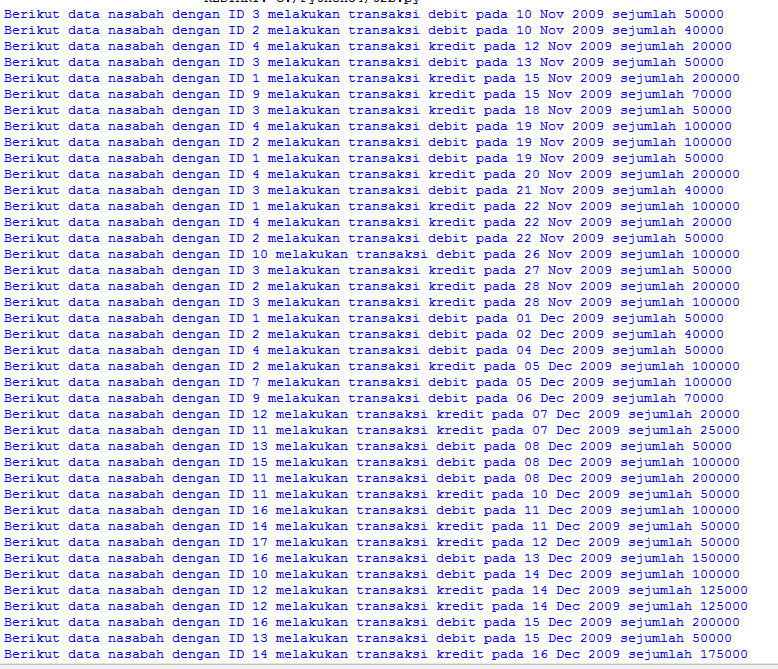 Berikut data nasabah dengan ID 3 melakukan transaksi debit pada 10 Nov 2009 sejumlah 50000
Berikut data nasabah dengan ID 2 melakukan transaksi debit pada 10 Nov 2009 sejumlah 40000
Berikut data nasabah dengan ID 4 melakukan transaksi kredit pada 12 Nov 2009 sejumlah 20000
Berikut data nasabah dengan ID 3 melakukan transaksi debit pada 13 Nov 2009 sejumlah 50000
Berikut data nasabah dengan ID 1 melakukan transaksi kredit pada 15 Nov 2009 sejumlah 200000
Berikut data nasabah dengan ID 9 melakukan transaksi kredit pada 15 Nov 2009 sejumlah 70000
Berikut data nasabah dengan ID 3 melakukan transaksi kredit pada 18 Nov 2009 sejumlah 50000
Berikut data nasabah dengan ID 4 melakukan transaksi debit pada 19 Nov 2009 sejumlah 100000
Berikut data nasabah dengan ID 2 melakukan transaksi debit pada 19 Nov 2009 sejumlah 100000
Berikut data nasabah dengan ID 1 melakukan transaksi debit pada 19 Nov 2009 sejumlah 50000
Berikut data nasabah dengan ID 4 melakukan transaksi kredit pada 20 Nov 2009 sejumlah 200000
Berikut data nasabah dengan ID 3 melakukan transaksi debit pada 21 Nov 2009 sejumlah 40000
Berikut data nasabah dengan ID 1 melakukan transaksi kredit pada 22 Nov 2009 sejumlah 100000
Berikut data nasabah dengan ID 4 melakukan transaksi kredit pada 22 Nov 2009 sejumlah 20000
Berikut data nasabah dengan ID 2 melakukan transaksi debit pada 22 Nov 2009 sejumlah 50000
Berikut data nasabah dengan ID 10 melakukan transaksi debit pada 26 Nov 2009 sejumlah 100000
Berikut data nasabah dengan ID 3 melakukan transaksi kredit pada 27 Nov 2009 sejumlah 50000
Berikut data nasabah dengan ID 2 melakukan transaksi kredit pada 28 Nov 2009 sejumlah 200000
Berikut data nasabah dengan ID 3 melakukan transaksi kredit pada 28 Nov 2009 sejumlah 100000
Berikut data nasabah dengan ID 1 melakukan transaksi debit pada 01 Dec 2009 sejumlah 50000
Berikut data nasabah dengan ID 2 melakukan transaksi debit pada 02 Dec 2009 sejumlah 40000
Berikut data nasabah dengan ID 4 melakukan transaksi debit pada 04 Dec 2009 sejumlah 50000
Berikut data nasabah dengan ID 2 melakukan transaksi kredit pada 05 Dec 2009 sejumlah 100000
Berikut data nasabah dengan ID 7 melakukan transaksi debit pada 05 Dec 2009 sejumlah 100000
Berikut data nasabah dengan ID 9 melakukan transaksi debit pada 06 Dec 2009 sejumlah 70000
Berikut data nasabah dengan ID 12 melakukan transaksi kredit pada 07 Dec 2009 sejumlah 20000
Berikut data nasabah dengan ID 11 melakukan transaksi kredit pada 07 Dec 2009 sejumlah 25000
Berikut data nasabah dengan ID 13 melakukan transaksi debit pada 08 Dec 2009 sejumlah 50000
Berikut data nasabah dengan ID 15 melakukan transaksi debit pada 08 Dec 2009 sejumlah 100000
Berikut data nasabah dengan ID 11 melakukan transaksi debit pada 08 Dec 2009 sejumlah 200000
Berikut data nasabah dengan ID 11 melakukan transaksi kredit pada 10 Dec 2009 sejumlah 50000
Berikut data nasabah dengan ID 16 melakukan transaksi debit pada 11 Dec 2009 sejumlah 100000
Berikut data nasabah dengan ID 14 melakukan transaksi kredit pada 11 Dec 2009 sejumlah 50000
Berikut data nasabah dengan ID 17 melakukan transaksi kredit pada 12 Dec 2009 sejumlah 50000
Berikut data nasabah dengan ID 16 melakukan transaksi debit pada 13 Dec 2009 sejumlah 150000
Berikut data nasabah dengan ID 10 melakukan transaksi debit pada 14 Dec 2009 sejumlah 100000
Berikut data nasabah dengan ID 12 melakukan transaksi kredit pada 14 Dec 2009 sejumlah 125000
Berikut data nasabah dengan ID 12 melakukan transaksi kredit pada 14 Dec 2009 sejumlah 125000
Berikut data nasabah dengan ID 16 melakukan transaksi debit pada 15 Dec 2009 sejumlah 200000
Berikut data nasabah dengan ID 13 melakukan transaksi debit pada 15 Dec 2009 sejumlah 50000
Berikut data nasabah dengan ID 14 melakukan transaksi kredit pada 16 Dec 2009 sejumlah 175000